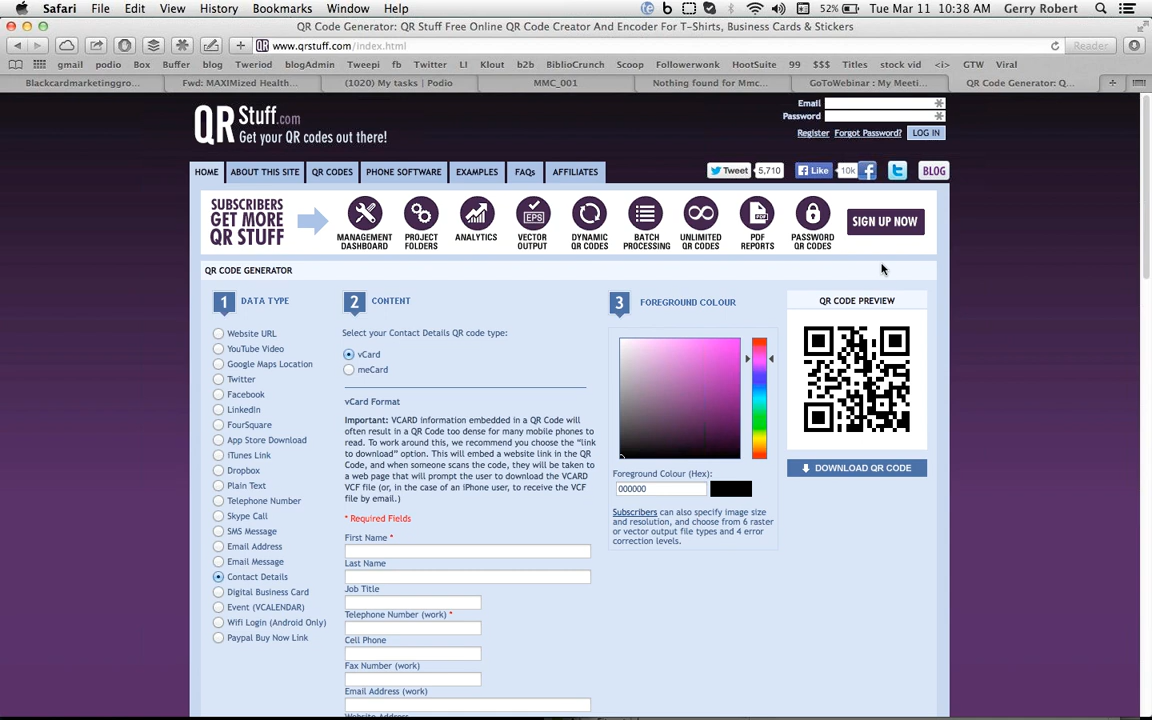 Safari File Edit View History Bookmarks Window Help 52% Tue Mar 11 10:38 AM Gerry Robert
QR Code Generator: QR Stuff Free Online QR Code Creator And Encoder For T-Shirts, Business Cards & Stickers
www.qrstuff.com/index.html Reader
gmail podio Box Buffer blog Tweriod blogAdmin Tweepi fb Twitter LI Klout b2b BiblioCrunch Scoop Followerwonk HootSuite 99 $$$ Titles stock vid <i> GTW Viral
Blackcardmarketinggro... Fwd: MAXIMized Health... (1020) My tasks | Podio MMC_001 Nothing found for Mmc... GoToWebinar : My Meeti... QR Code Generator: Q...
QR Stuff.com
Get your QR codes out there!
Email
Password
Register Forgot Password? LOG IN
HOME ABOUT THIS SITE QR CODES PHONE SOFTWARE EXAMPLES FAQs AFFILIATES Tweet 5,710 Like 10k BLOG
SUBSCRIBERS
GET MORE
QR STUFF
MANAGEMENT
DASHBOARD
PROJECT
FOLDERS
ANALYTICS
EPS
VECTOR
OUTPUT
DYNAMIC
QR CODES
BATCH
PROCESSING
UNLIMITED
QR CODES
PDF
PDF
REPORTS
PASSWORD
QR CODES
SIGN UP NOW
QR CODE GENERATOR
1 DATA TYPE
Website URL
YouTube Video
Google Maps Location
Twitter
Facebook
LinkedIn
FourSquare
App Store Download
iTunes Link
Dropbox
Plain Text
Telephone Number
Skype Call
SMS Message
Email Address
Email Message
Contact Details
Digital Business Card
Event (VCALENDAR)
Wifi Login (Android Only)
Paypal Buy Now Link
2 CONTENT
Select your Contact Details QR code type:
vCard
meCard
vCard Format
Important: VCARD information embedded in a QR Code will
often result in a QR Code too dense for many mobile phones to
read. To work around this, we recommend you choose the "link
to download" option. This will embed a website link in the QR
Code, and when someone scans the code, they will be taken to
a web page that will prompt the user to download the VCARD
VCF file (or, in the case of an iPhone user, to receive the VCF
file by email.)
* Required Fields
First Name *
Last Name
Job Title
Telephone Number (work) *
Cell Phone
Fax Number (work)
Email Address (work)
3 FOREGROUND COLOUR
Foreground Colour (Hex):
000000
Subscribers can also specify image size
and resolution, and choose from 6 raster
or vector output file types and 4 error
correction levels.
QR CODE PREVIEW
DOWNLOAD QR CODE